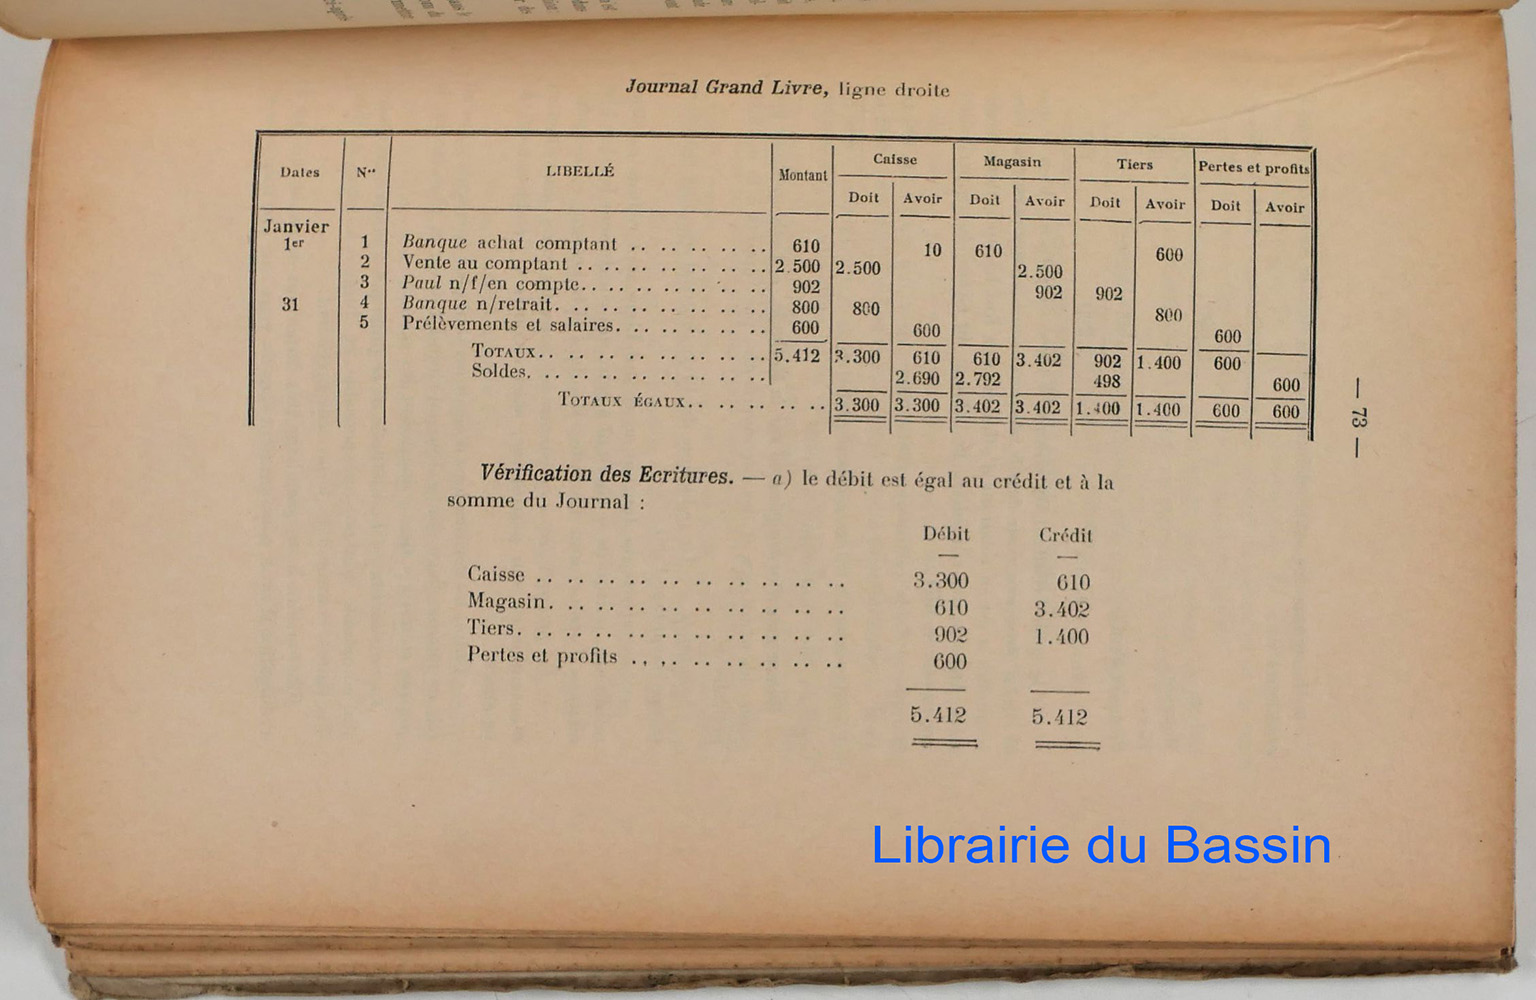 Journal Grand Livre, ligne droite
Dates N°s LIBELLÉ Montant Caisse Magasin Tiers Pertes et profits
Doit Avoir Doit Avoir Doit Avoir Doit Avoir
Janvier
1er 1 Banque achat comptant .......... 610 10 610 600
2 Vente au comptant .......... 2.500 2.500 2.500
3 Paul n/f/en compte.......... 902 902 902
31 4 Banque n/retrait.......... 800 800 800
5 Prélèvements et salaires.......... 600 600 600
TOTAUX.......... 5.412 3.300 610 610 3.402 902 1.400 600
Soldes.......... 2.690 2.792 498 600
TOTAUX ÉGAUX.......... 3.300 3.300 3.402 3.402 1.400 1.400 600 600
— 73 —
Vérification des Ecritures. — a) le débit est égal au crédit et à la
somme du Journal :
Débit Crédit
Caisse .......... 3.300 610
Magasin.......... 610 3.402
Tiers.......... 902 1.400
Pertes et profits .......... 600
5.412 5.412
Librairie du Bassin